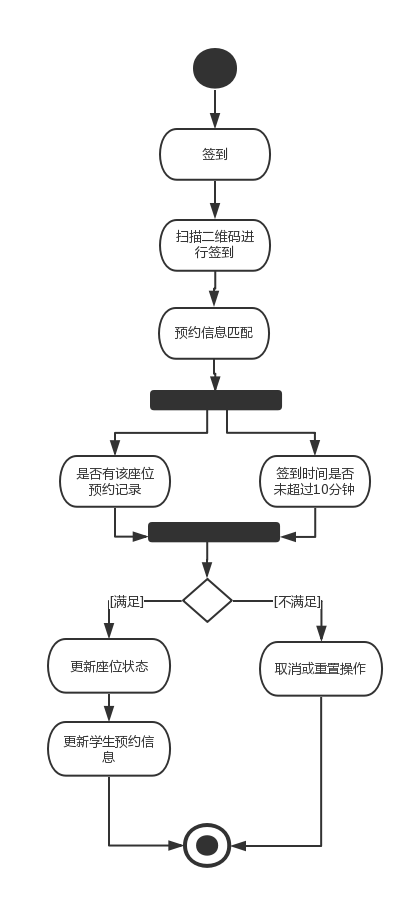 签到
扫描二维码进
行签到
预约信息匹配
是否有该座位
预约记录
签到时间是否
未超过10分钟
[满足]
[不满足]
更新座位状态
取消或重置操作
更新学生预约信
息